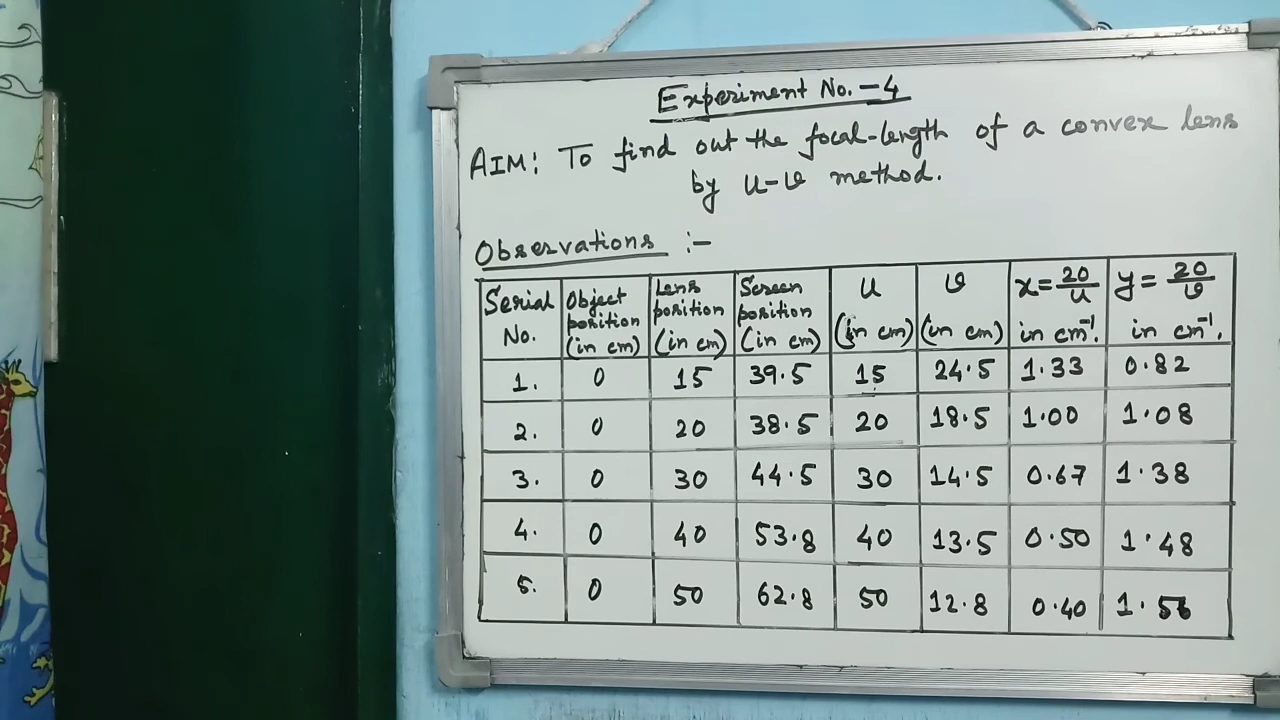 Experiment No. – 4
AIM: To find out the focal-length of a convex lens
by u-v method.
Observations :-
Serial No. | Object position (in cm) | Lens position (in cm) | Screen position (in cm) | u (in cm) | v (in cm) | x = 20/u in cm⁻¹. | y = 20/v in cm⁻¹.
1. | 0 | 15 | 39.5 | 15 | 24.5 | 1.33 | 0.82
2. | 0 | 20 | 38.5 | 20 | 18.5 | 1.00 | 1.08
3. | 0 | 30 | 44.5 | 30 | 14.5 | 0.67 | 1.38
4. | 0 | 40 | 53.8 | 40 | 13.5 | 0.50 | 1.48
5. | 0 | 50 | 62.8 | 50 | 12.8 | 0.40 | 1.56